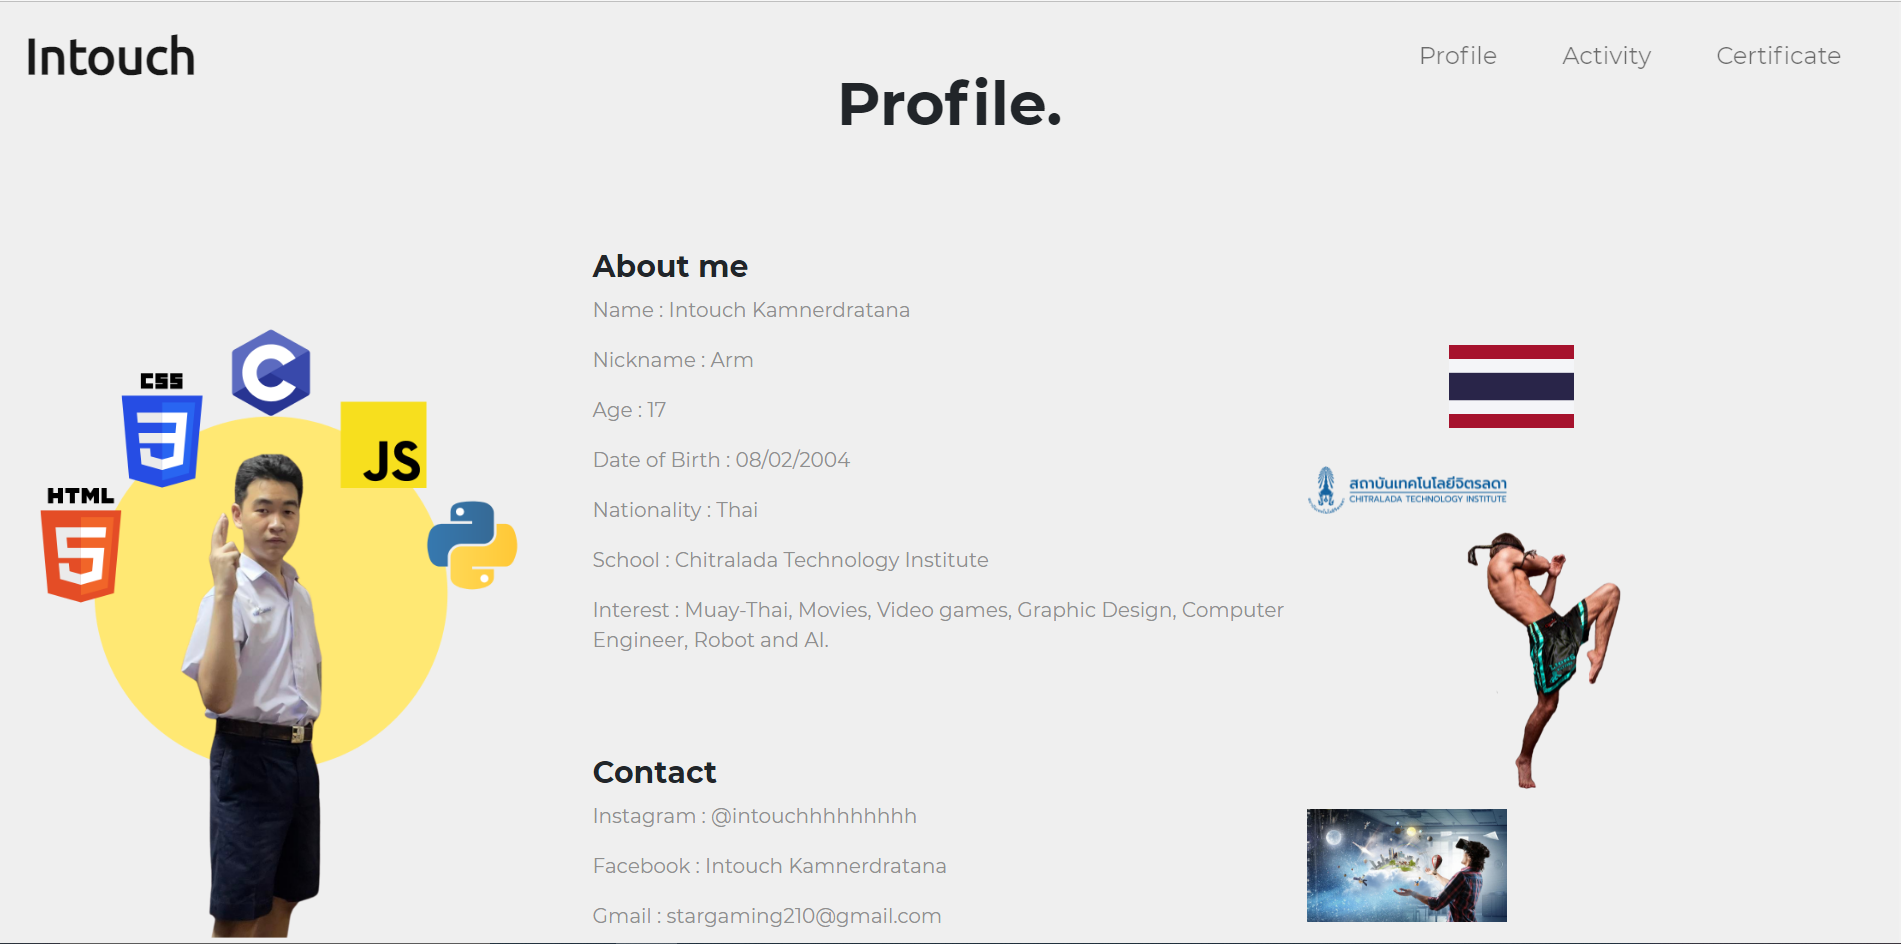 Intouch
Profile
Activity
Certificate
Profile.
About me
Name : Intouch Kamnerdratana
Nickname : Arm
Age : 17
Date of Birth : 08/02/2004
Nationality : Thai
School : Chitralada Technology Institute
Interest : Muay-Thai, Movies, Video games, Graphic Design, Computer
Engineer, Robot and AI.
Contact
Instagram : @intouchhhhhhhhh
Facebook : Intouch Kamnerdratana
Gmail : stargaming210@gmail.com
HTML
5
CSS
3
C
JS
สถาบันเทคโนโลยีจิตรลดา
CHITRALADA TECHNOLOGY INSTITUTE